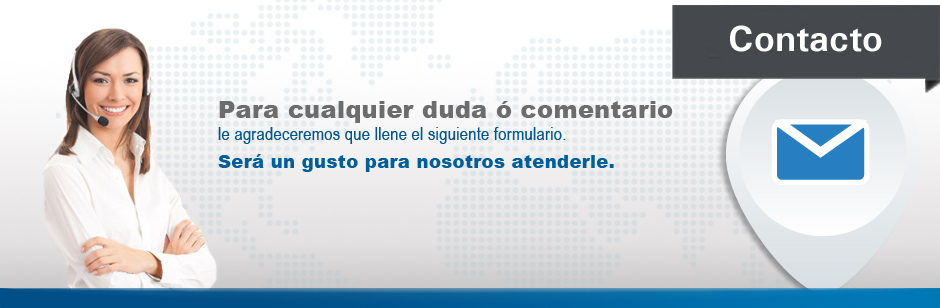 Contacto
Para cualquier duda ó comentario
le agradeceremos que llene el siguiente formulario.
Será un gusto para nosotros atenderle.